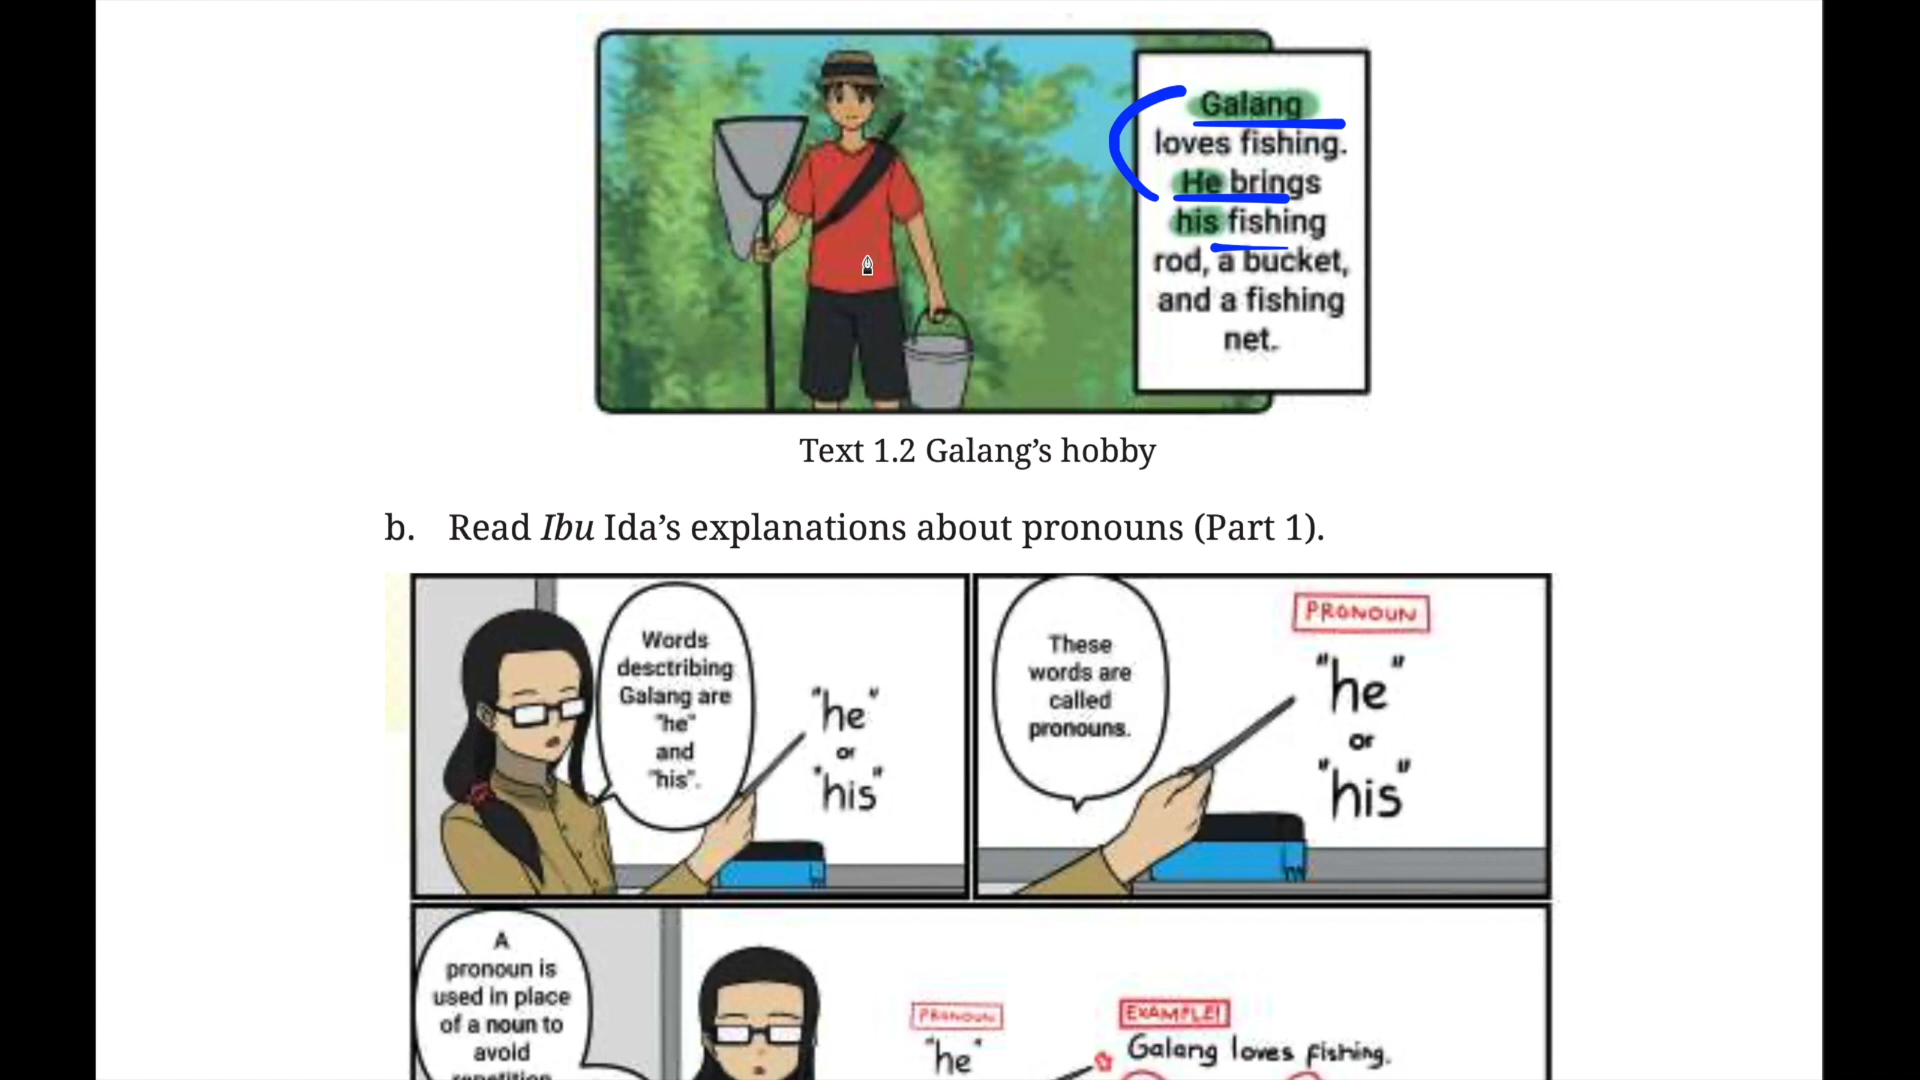 Galang
loves fishing.
He brings
his fishing
rod, a bucket,
and a fishing
net.
Text 1.2 Galang’s hobby
b. Read Ibu Ida’s explanations about pronouns (Part 1).
Words
desctribing
Galang are
"he"
and
"his".
"he"
or
"his"
These
words are
called
pronouns.
PRONOUN
"he"
or
"his"
A
pronoun is
used in place
of a noun to
avoid
repetition
PRONOUN
"he"
EXAMPLE!
Galang loves fishing.